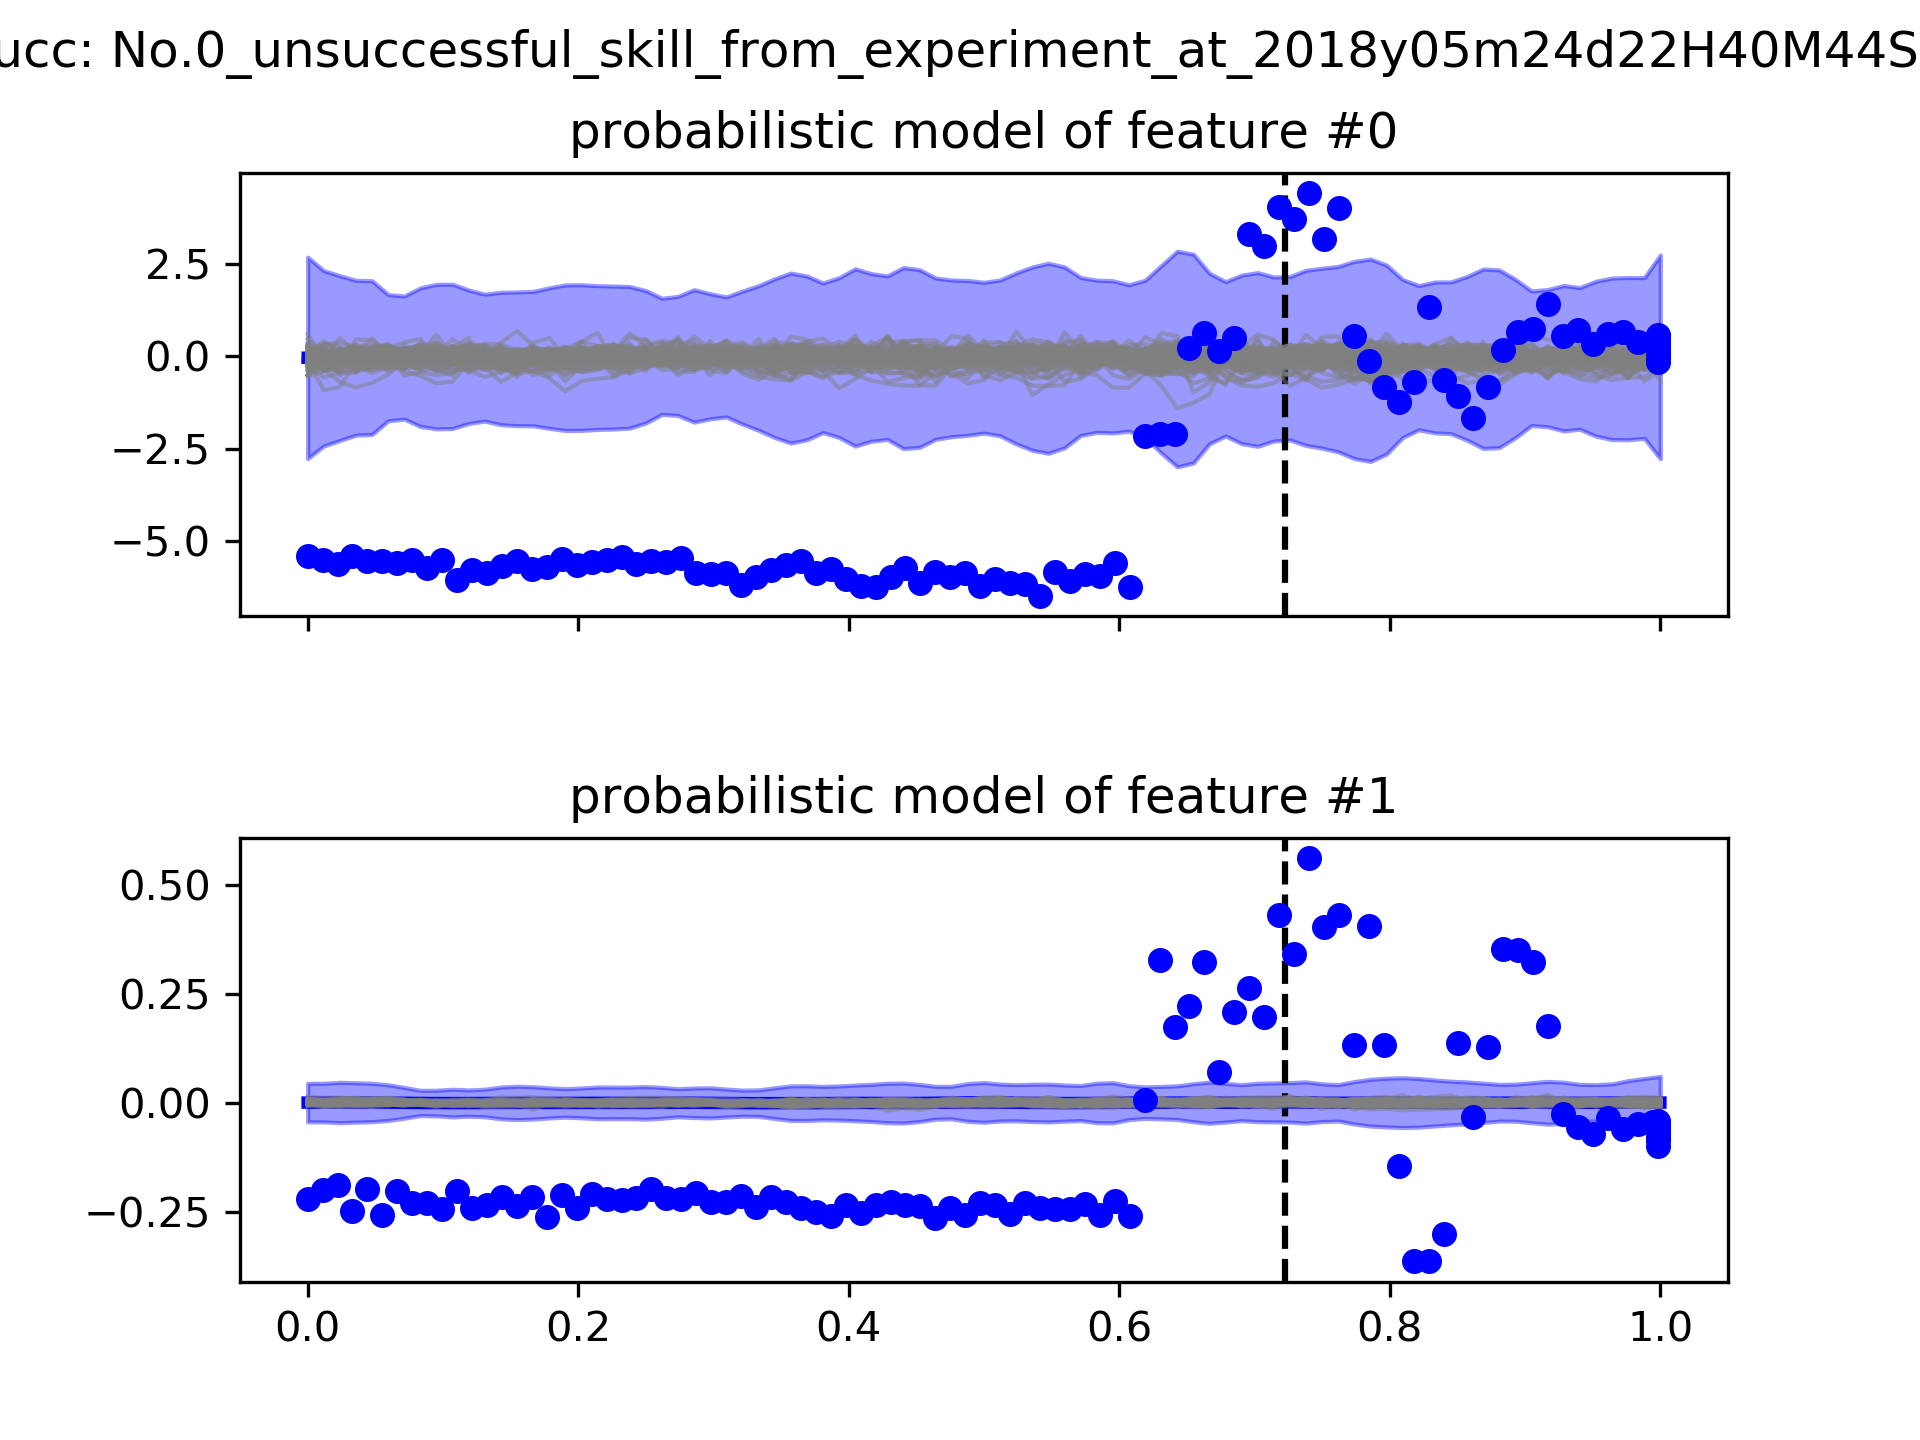 ucc: No.0_unsuccessful_skill_from_experiment_at_2018y05m24d22H40M44S
probabilistic model of feature #0
2.5
0.0
−2.5
−5.0
probabilistic model of feature #1
0.50
0.25
0.00
−0.25
0.0 0.2 0.4 0.6 0.8 1.0